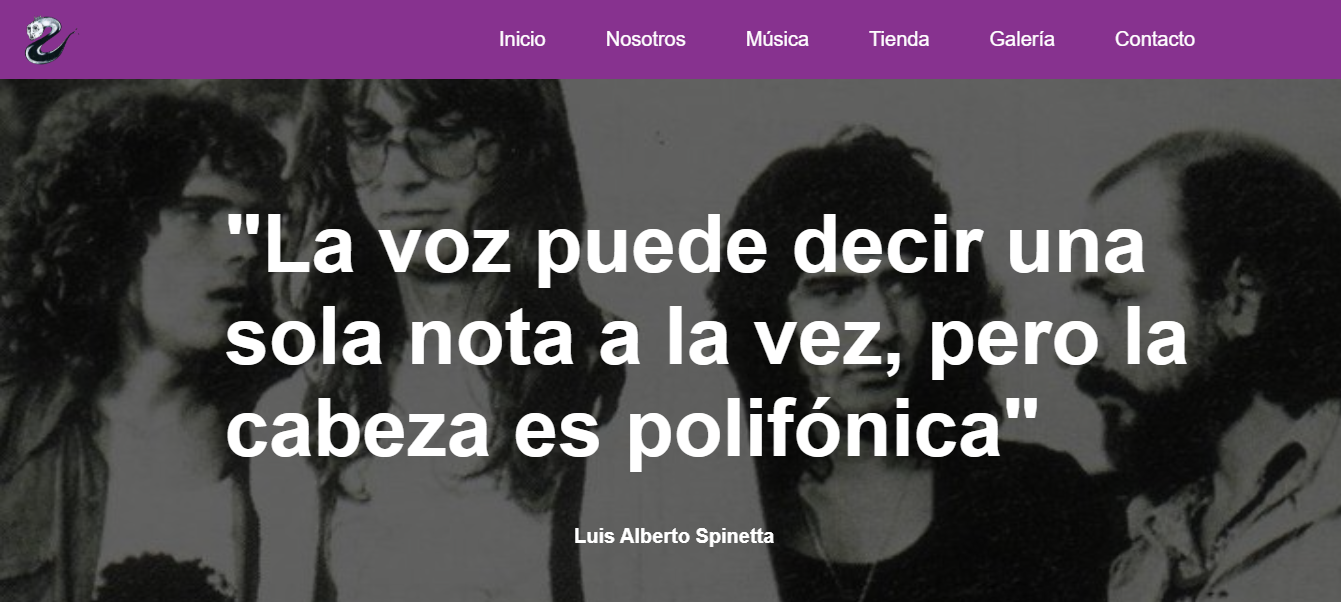 Inicio Nosotros Música Tienda Galería Contacto
"La voz puede decir una
sola nota a la vez, pero la
cabeza es polifónica"
Luis Alberto Spinetta